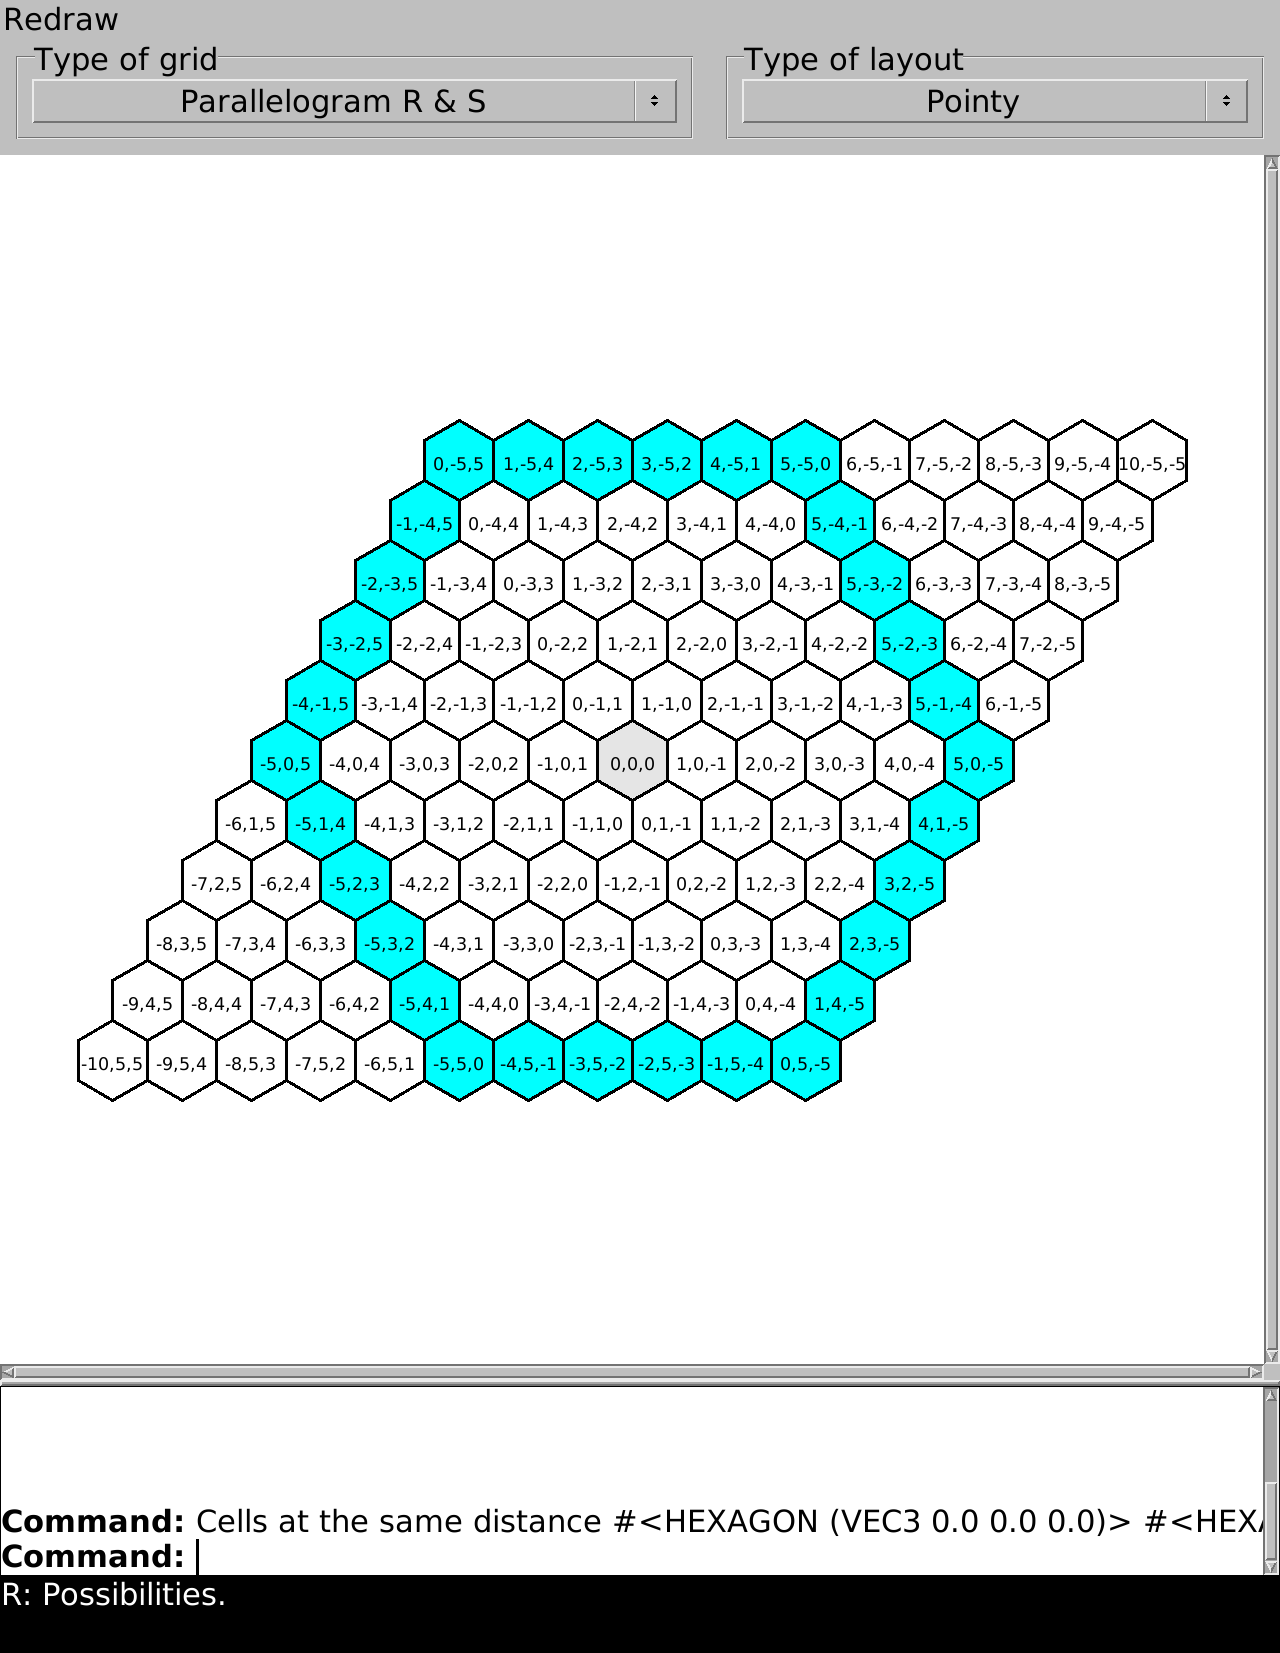 Redraw
Type of grid Type of layout
Parallelogram R & S Pointy
0,-5,5 1,-5,4 2,-5,3 3,-5,2 4,-5,1 5,-5,0 6,-5,-1 7,-5,-2 8,-5,-3 9,-5,-4 10,-5,-5
-1,-4,5 0,-4,4 1,-4,3 2,-4,2 3,-4,1 4,-4,0 5,-4,-1 6,-4,-2 7,-4,-3 8,-4,-4 9,-4,-5
-2,-3,5 -1,-3,4 0,-3,3 1,-3,2 2,-3,1 3,-3,0 4,-3,-1 5,-3,-2 6,-3,-3 7,-3,-4 8,-3,-5
-3,-2,5 -2,-2,4 -1,-2,3 0,-2,2 1,-2,1 2,-2,0 3,-2,-1 4,-2,-2 5,-2,-3 6,-2,-4 7,-2,-5
-4,-1,5 -3,-1,4 -2,-1,3 -1,-1,2 0,-1,1 1,-1,0 2,-1,-1 3,-1,-2 4,-1,-3 5,-1,-4 6,-1,-5
-5,0,5 -4,0,4 -3,0,3 -2,0,2 -1,0,1 0,0,0 1,0,-1 2,0,-2 3,0,-3 4,0,-4 5,0,-5
-6,1,5 -5,1,4 -4,1,3 -3,1,2 -2,1,1 -1,1,0 0,1,-1 1,1,-2 2,1,-3 3,1,-4 4,1,-5
-7,2,5 -6,2,4 -5,2,3 -4,2,2 -3,2,1 -2,2,0 -1,2,-1 0,2,-2 1,2,-3 2,2,-4 3,2,-5
-8,3,5 -7,3,4 -6,3,3 -5,3,2 -4,3,1 -3,3,0 -2,3,-1 -1,3,-2 0,3,-3 1,3,-4 2,3,-5
-9,4,5 -8,4,4 -7,4,3 -6,4,2 -5,4,1 -4,4,0 -3,4,-1 -2,4,-2 -1,4,-3 0,4,-4 1,4,-5
-10,5,5 -9,5,4 -8,5,3 -7,5,2 -6,5,1 -5,5,0 -4,5,-1 -3,5,-2 -2,5,-3 -1,5,-4 0,5,-5
Command: Cells at the same distance #<HEXAGON (VEC3 0.0 0.0 0.0)> #<HEX
Command:
R: Possibilities.